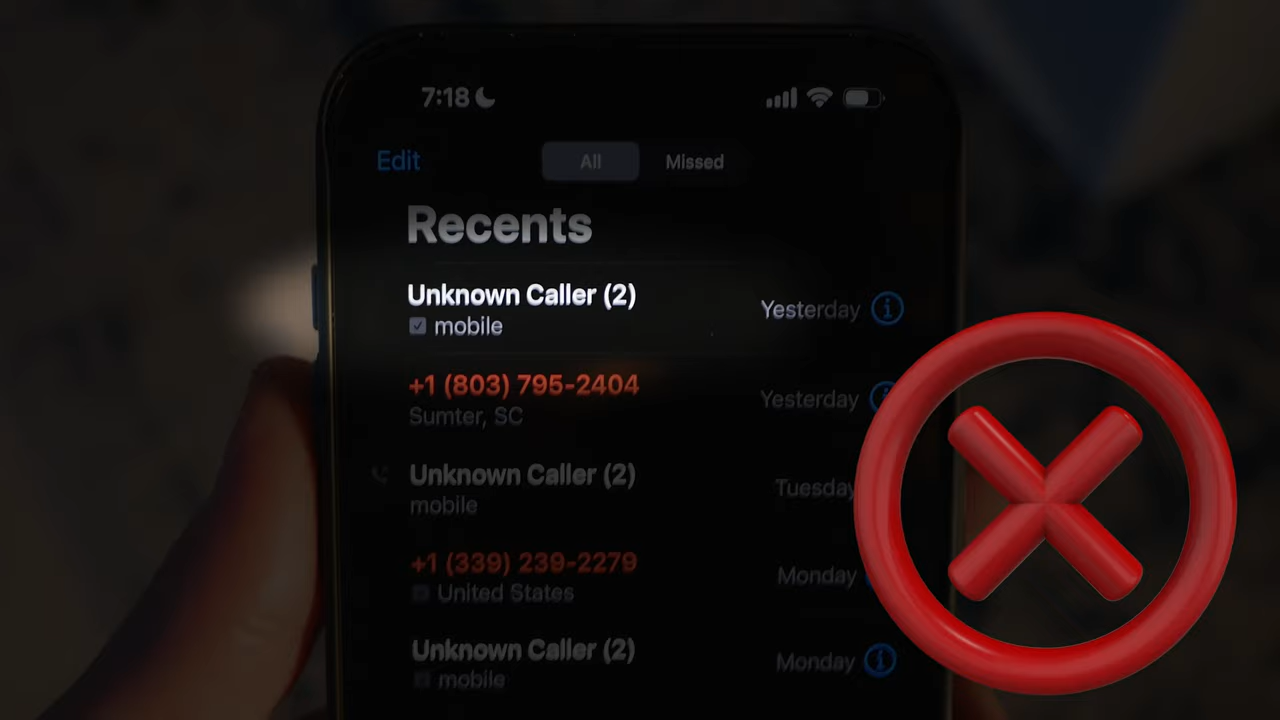 7:18
Edit
All
Missed
Recents
Unknown Caller (2)
mobile
Yesterday
+1 (803) 795-2404
Sumter, SC
Yesterday
Unknown Caller (2)
mobile
Tuesday
+1 (339) 239-2279
United States
Monday
Unknown Caller (2)
mobile
Monday